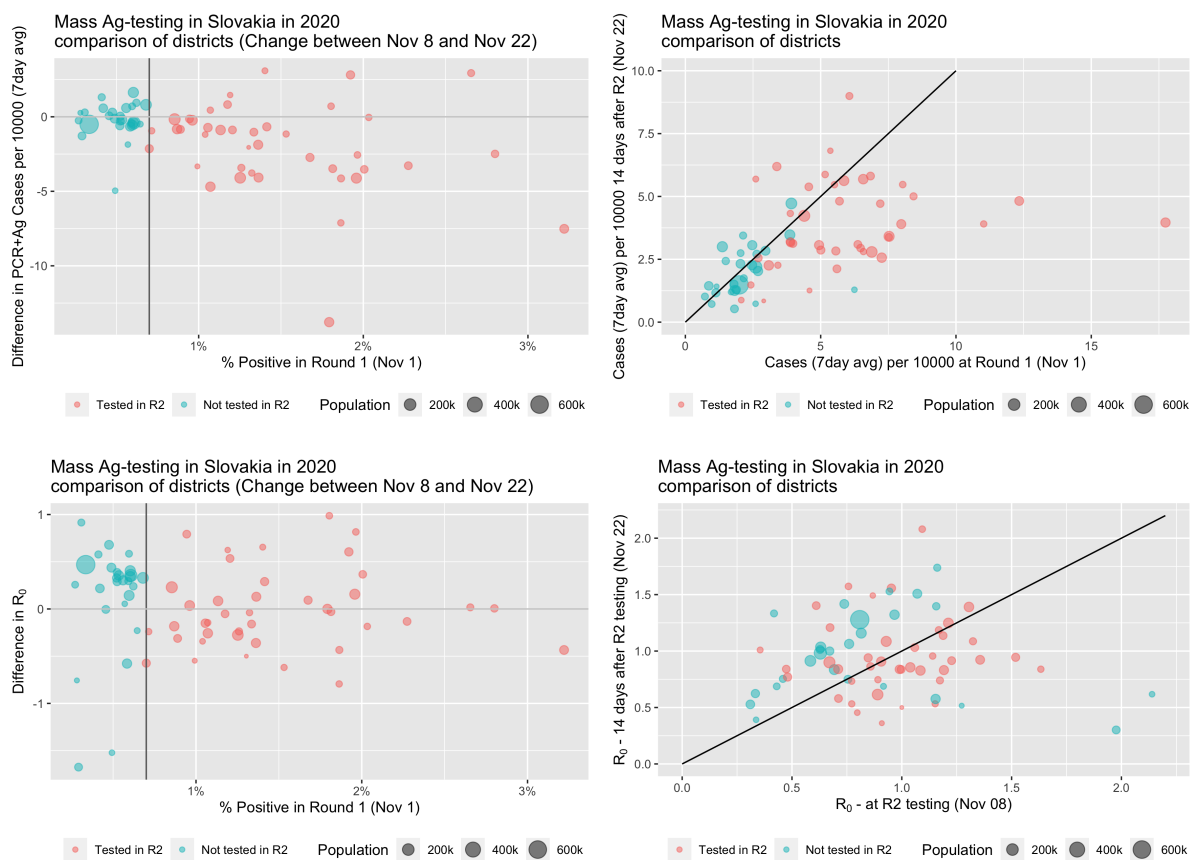 Mass Ag-testing in Slovakia in 2020
comparison of districts (Change between Nov 8 and Nov 22)
Difference in PCR+Ag Cases per 10000 (7day avg)
0
-5
-10
1%
2%
3%
% Positive in Round 1 (Nov 1)
Tested in R2
Not tested in R2
Population
200k
400k
600k
Mass Ag-testing in Slovakia in 2020
comparison of districts
Cases (7day avg) per 10000 14 days after R2 (Nov 22)
10.0
7.5
5.0
2.5
0.0
0
5
10
15
Cases (7day avg) per 10000 at Round 1 (Nov 1)
Tested in R2
Not tested in R2
Population
200k
400k
600k
Mass Ag-testing in Slovakia in 2020
comparison of districts (Change between Nov 8 and Nov 22)
Difference in R0
1
0
-1
1%
2%
3%
% Positive in Round 1 (Nov 1)
Tested in R2
Not tested in R2
Population
200k
400k
600k
Mass Ag-testing in Slovakia in 2020
comparison of districts
R0 - 14 days after R2 testing (Nov 22)
2.0
1.5
1.0
0.5
0.0
0.0
0.5
1.0
1.5
2.0
R0 - at R2 testing (Nov 08)
Tested in R2
Not tested in R2
Population
200k
400k
600k